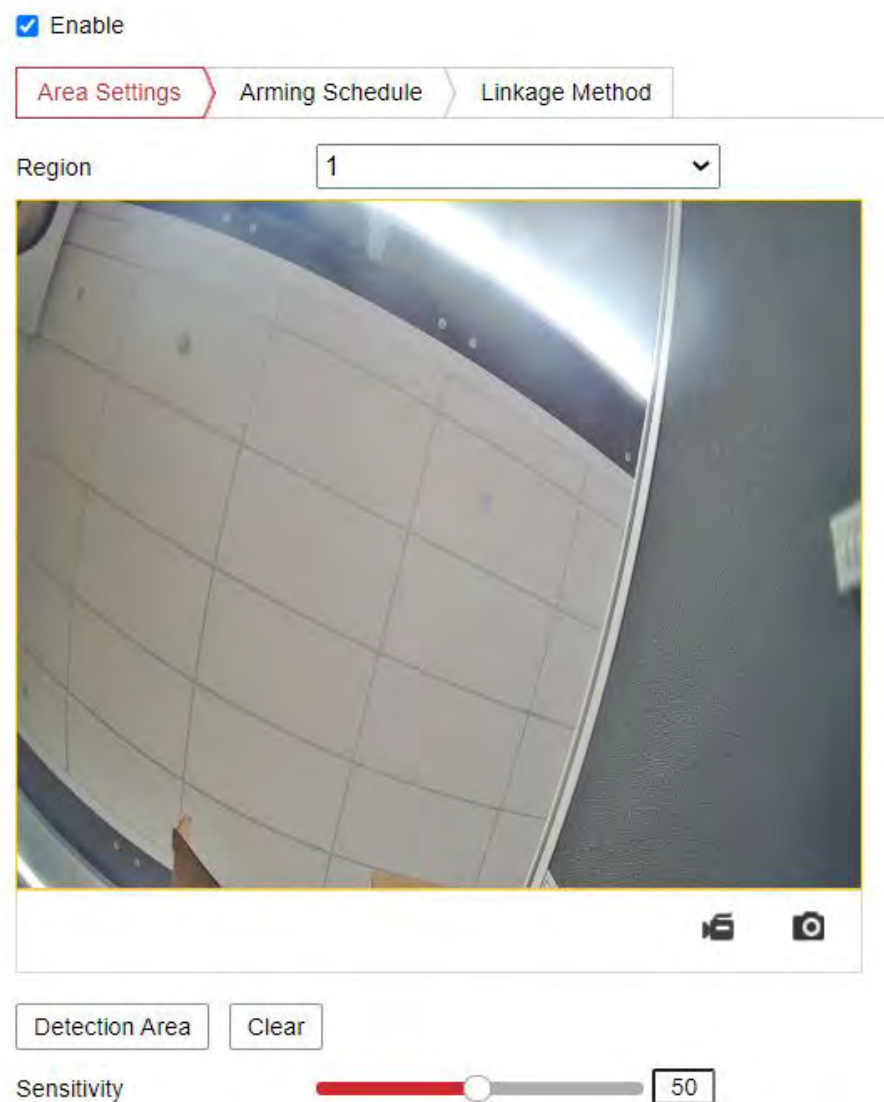 Enable
Area Settings Arming Schedule Linkage Method
Region 1
Detection Area Clear
Sensitivity 50